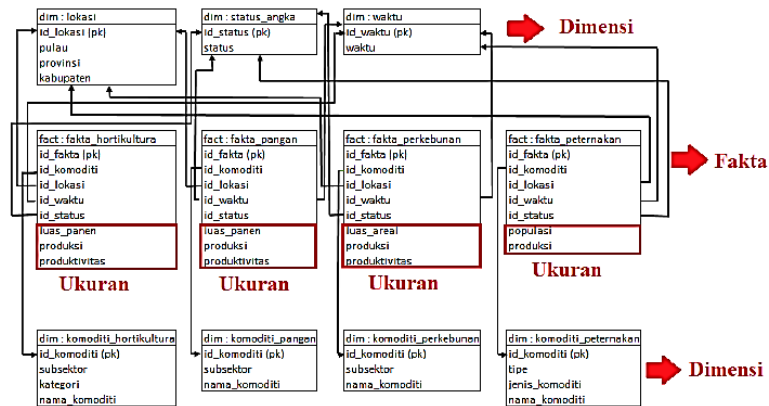 dim : lokasi
id_lokasi (pk)
pulau
provinsi
kabupaten
dim : status_angka
id_status (pk)
status
dim : waktu
id_waktu (pk)
waktu
Dimensi
fact : fakta_hortikultura
id_fakta (pk)
id_komoditi
id_lokasi
id_waktu
id_status
luas_panen
produksi
produktivitas
Ukuran
fact : fakta_pangan
id_fakta (pk)
id_komoditi
id_lokasi
id_waktu
id_status
luas_panen
produksi
produktivitas
Ukuran
fact : fakta_perkebunan
id_fakta (pk)
id_komoditi
id_lokasi
id_waktu
id_status
luas_areal
produksi
produktivitas
Ukuran
fact : fakta_peternakan
id_fakta (pk)
id_komoditi
id_lokasi
id_waktu
id_status
populasi
produksi
Ukuran
Fakta
dim : komoditi_hortikultura
id_komoditi (pk)
subsektor
kategori
nama_komoditi
dim : komoditi_pangan
id_komoditi (pk)
subsektor
nama_komoditi
dim : komoditi_perkebunan
id_komoditi (pk)
subsektor
nama_komoditi
dim : komoditi_peternakan
id_komoditi (pk)
tipe
jenis_komoditi
nama_komoditi
Dimensi